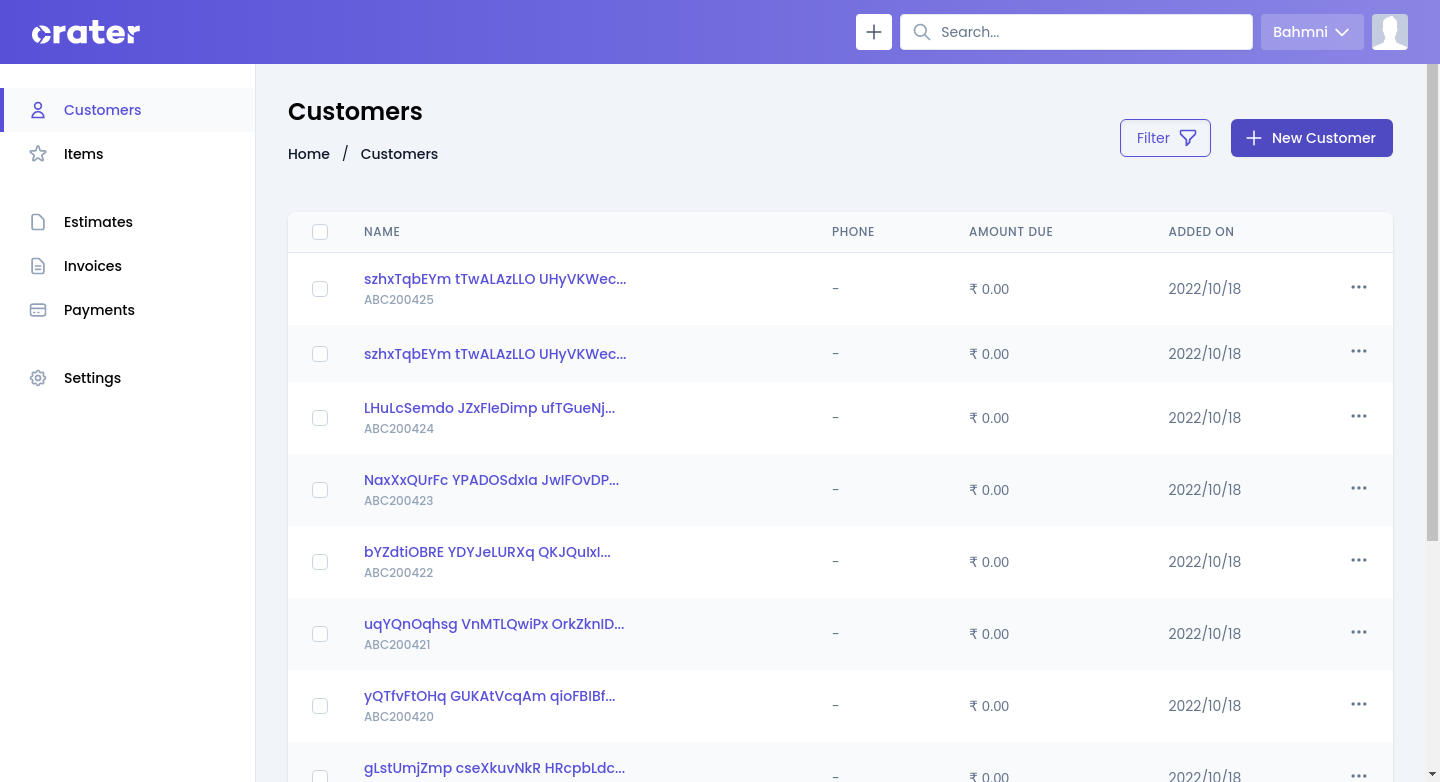 crater
Search...
Bahmni
Customers
Items
Estimates
Invoices
Payments
Settings
Customers
Home / Customers
Filter
New Customer
NAME PHONE AMOUNT DUE ADDED ON
szhxTqbEYm tTwALAzLLO UHyVKWec...
ABC200425
- ₹ 0.00 2022/10/18
szhxTqbEYm tTwALAzLLO UHyVKWec... - ₹ 0.00 2022/10/18
LHuLcSemdo JZxFIeDimp ufTGueNj...
ABC200424
- ₹ 0.00 2022/10/18
NaxXxQUrFc YPADOSdxIa JwIFOvDP...
ABC200423
- ₹ 0.00 2022/10/18
bYZdtiOBRE YDYJeLURXq QKJQuIxI...
ABC200422
- ₹ 0.00 2022/10/18
uqYQnOqhsg VnMTLQwiPx OrkZknID...
ABC200421
- ₹ 0.00 2022/10/18
yQTfvFtOHq GUKAtVcqAm qioFBIBf...
ABC200420
- ₹ 0.00 2022/10/18
gLstUmjZmp cseXkuvNkR HRcpbLdc...
- ₹ 0.00 2022/10/18